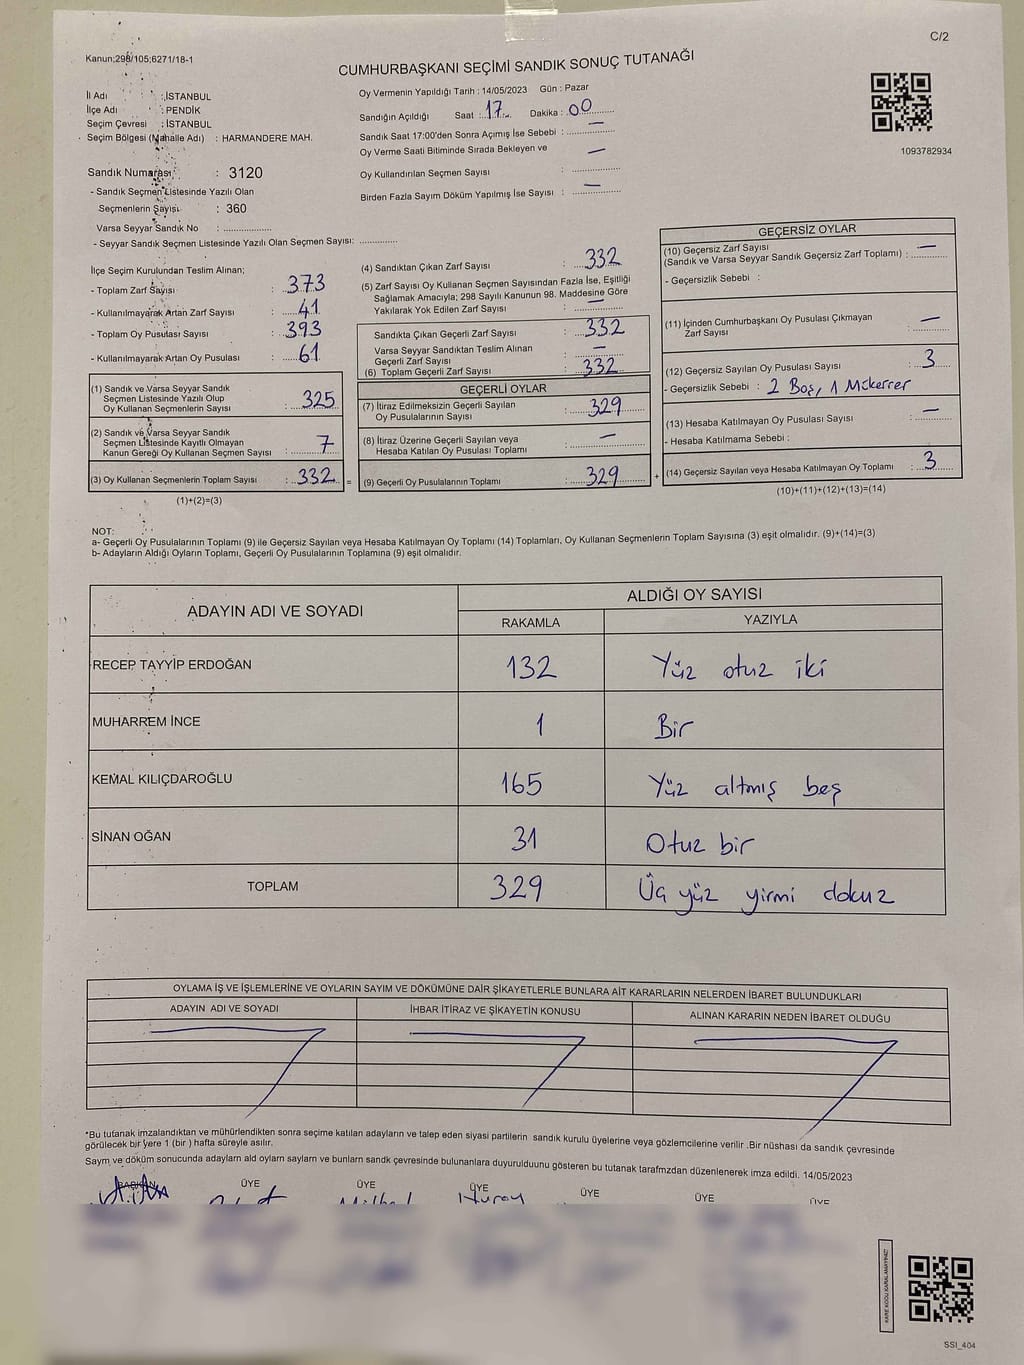 C/2
Kanun;298/105;6271/18-1
CUMHURBAŞKANI SEÇİMİ SANDIK SONUÇ TUTANAĞI
İl Adı : İSTANBUL
İlçe Adı : PENDİK
Seçim Çevresi : İSTANBUL
Seçim Bölgesi (Mahalle Adı) : HARMANDERE MAH.
Sandık Numarası : 3120
- Sandık Seçmen Listesinde Yazılı Olan
Seçmenlerin Sayısı : 360
Varsa Seyyar Sandık No : ..................
- Seyyar Sandık Seçmen Listesinde Yazılı Olan Seçmen Sayısı: .............
Oy Vermenin Yapıldığı Tarih : 14/05/2023 Gün : Pazar
Sandığın Açıldığı Saat : 17 Dakika : 00
Sandık Saat 17:00'den Sonra Açımış İse Sebebi : —
Oy Verme Saati Bitiminde Sırada Bekleyen ve —
Oy Kullandırılan Seçmen Sayısı : ..............
Birden Fazla Sayım Döküm Yapılmış İse Sayısı : —
1093782934
İlçe Seçim Kurulundan Teslim Alınan;
- Toplam Zarf Sayısı : 373
- Kullanılmayarak Artan Zarf Sayısı : 41
- Toplam Oy Pusulası Sayısı : 393
- Kullanılmayarak Artan Oy Pusulası : 61
(1) Sandık ve Varsa Seyyar Sandık
Seçmen Listesinde Yazılı Olup
Oy Kullanan Seçmenlerin Sayısı : 325
(2) Sandık ve Varsa Seyyar Sandık
Seçmen Listesinde Kayıtlı Olmayan
Kanun Gereği Oy Kullanan Seçmen Sayısı : 7
(3) Oy Kullanan Seçmenlerin Toplam Sayısı : 332 =
(1)+(2)=(3)
(4) Sandıktan Çıkan Zarf Sayısı : 332
(5) Zarf Sayısı Oy Kullanan Seçmen Sayısından Fazla İse, Eşitliği
Sağlamak Amacıyla; 298 Sayılı Kanunun 98. Maddesine Göre
Yakılarak Yok Edilen Zarf Sayısı : —
Sandıkta Çıkan Geçerli Zarf Sayısı : 332
Varsa Seyyar Sandıktan Teslim Alınan
Geçerli Zarf Sayısı : —
(6) Toplam Geçerli Zarf Sayısı : 332
GEÇERLİ OYLAR
(7) İtiraz Edilmeksizin Geçerli Sayılan
Oy Pusulalarının Sayısı : 329
(8) İtiraz Üzerine Geçerli Sayılan veya
Hesaba Katılan Oy Pusulası Toplamı : —
(9) Geçerli Oy Pusulalarının Toplamı : 329 +
GEÇERSİZ OYLAR
(10) Geçersiz Zarf Sayısı
(Sandık ve Varsa Seyyar Sandık Geçersiz Zarf Toplamı) : —
- Geçersizlik Sebebi :
(11) İçinden Cumhurbaşkanı Oy Pusulası Çıkmayan
Zarf Sayısı : —
(12) Geçersiz Sayılan Oy Pusulası Sayısı : 3
- Geçersizlik Sebebi : 2 Boş, 1 Mükerrer
(13) Hesaba Katılmayan Oy Pusulası Sayısı : —
- Hesaba Katılmama Sebebi :
(14) Geçersiz Sayılan veya Hesaba Katılmayan Oy Toplamı : 3
(10)+(11)+(12)+(13)=(14)
NOT:
a- Geçerli Oy Pusulalarının Toplamı (9) ile Geçersiz Sayılan veya Hesaba Katılmayan Oy Toplamı (14) Toplamları, Oy Kullanan Seçmenlerin Toplam Sayısına (3) eşit olmalıdır. (9)+(14)=(3)
b- Adayların Aldığı Oyların Toplamı, Geçerli Oy Pusulalarının Toplamına (9) eşit olmalıdır.
ADAYIN ADI VE SOYADI
ALDIĞI OY SAYISI
RAKAMLA YAZIYLA
RECEP TAYYİP ERDOĞAN 132 Yüz otuz iki
MUHARREM İNCE 1 Bir
KEMAL KILIÇDAROĞLU 165 Yüz altmış beş
SİNAN OĞAN 31 Otuz bir
TOPLAM 329 Üç yüz yirmi dokuz
OYLAMA İŞ VE İŞLEMLERİNE VE OYLARIN SAYIM VE DÖKÜMÜNE DAİR ŞİKAYETLERLE BUNLARA AİT KARARLARIN NELERDEN İBARET BULUNDUKLARI
ADAYIN ADI VE SOYADI İHBAR İTİRAZ VE ŞİKAYETİN KONUSU ALINAN KARARIN NEDEN İBARET OLDUĞU
*Bu tutanak imzalandıktan ve mühürlendikten sonra seçime katılan adayların ve talep eden siyasi partilerin sandık kurulu üyelerine veya gözlemcilerine verilir .Bir nüshası da sandık çevresinde
görülecek bir yere 1 (bir ) hafta süreyle asılır.
Saym ve döküm sonucunda adaylarn ald oylarn saylarn ve bunlarn sandk çevresinde bulunanlara duyurulduunu gösteren bu tutanak tarafmzdan düzenlenerek imza edildi. 14/05/2023
BAŞKAN ÜYE ÜYE ÜYE ÜYE ÜYE ÜYE
KARE KODU KARALAMAYINIZ!
SSI_404